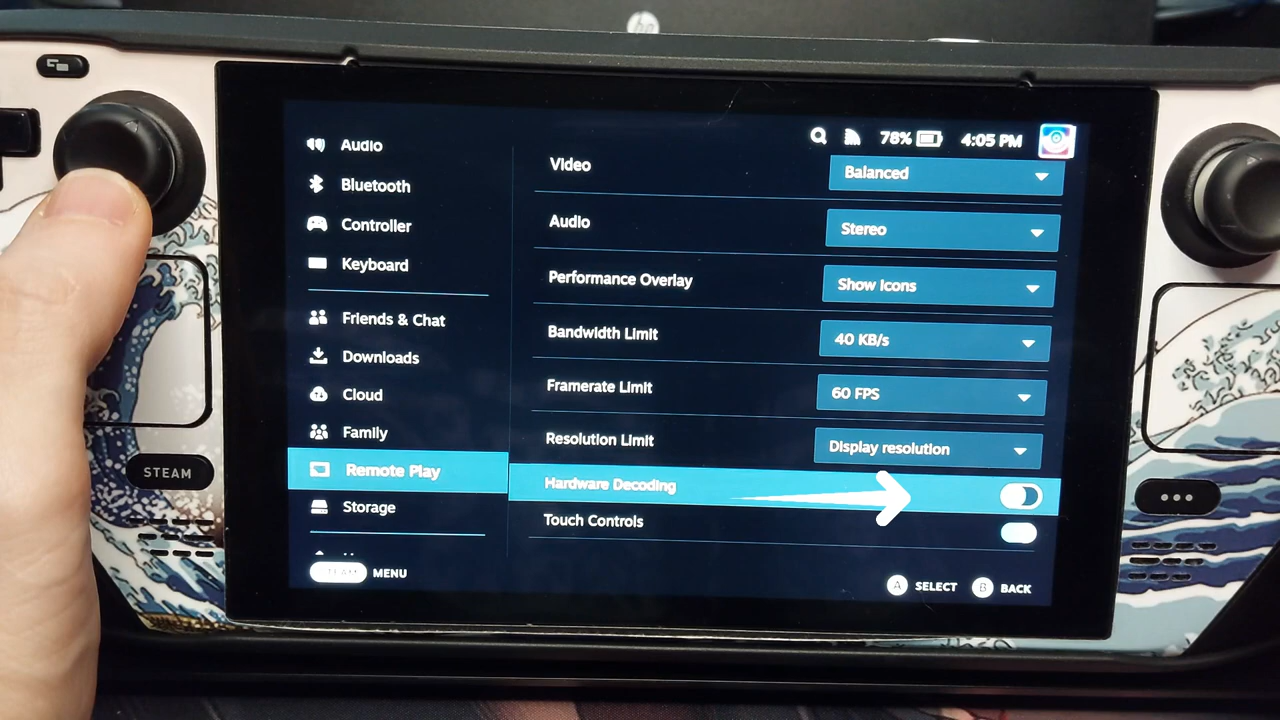 hp
78% 4:05 PM
Audio
Bluetooth
Controller
Keyboard
Friends & Chat
Downloads
Cloud
Family
Remote Play
Storage
Video Balanced
Audio Stereo
Performance Overlay Show Icons
Bandwidth Limit 40 KB/s
Framerate Limit 60 FPS
Resolution Limit Display resolution
Hardware Decoding
Touch Controls
STEAM MENU
A SELECT B BACK
STEAM